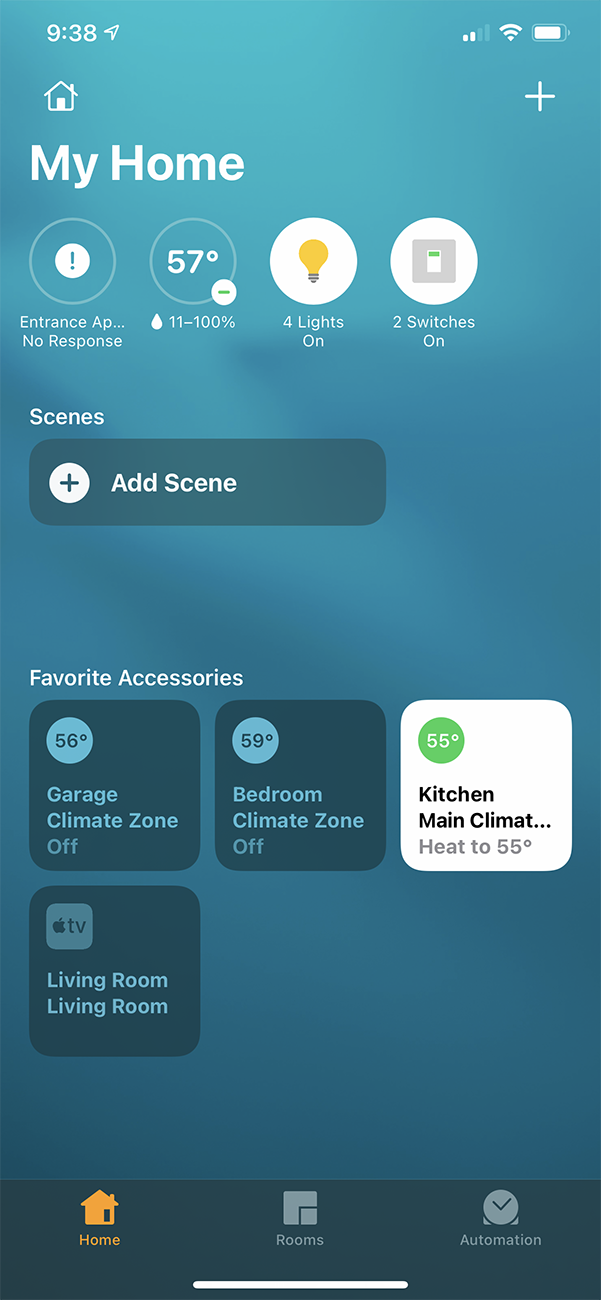 9:38
My Home
!
Entrance Ap...
No Response
57°
11–100%
4 Lights
On
2 Switches
On
Scenes
Add Scene
Favorite Accessories
56°
Garage
Climate Zone
Off
59°
Bedroom
Climate Zone
Off
55°
Kitchen
Main Climat...
Heat to 55°
tv
Living Room
Living Room
Home
Rooms
Automation